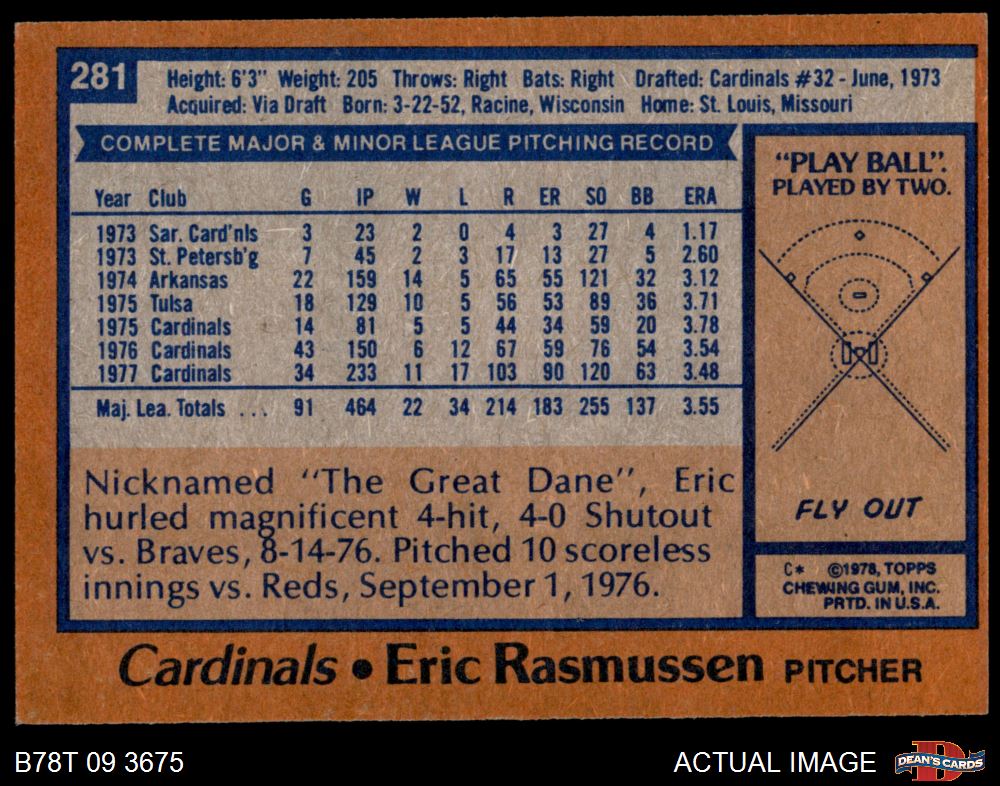 281
Height: 6'3" Weight: 205 Throws: Right Bats: Right Drafted: Cardinals #32 - June, 1973
Acquired: Via Draft Born: 3-22-52, Racine, Wisconsin Home: St. Louis, Missouri
COMPLETE MAJOR & MINOR LEAGUE PITCHING RECORD
Year Club G IP W L R ER SO BB ERA
1973 Sar. Card'nls 3 23 2 0 4 3 27 4 1.17
1973 St. Petersb'g 7 45 2 3 17 13 27 5 2.60
1974 Arkansas 22 159 14 5 65 55 121 32 3.12
1975 Tulsa 18 129 10 5 56 53 89 36 3.71
1975 Cardinals 14 81 5 5 44 34 59 20 3.78
1976 Cardinals 43 150 6 12 67 59 76 54 3.54
1977 Cardinals 34 233 11 17 103 90 120 63 3.48
Maj. Lea. Totals ... 91 464 22 34 214 183 255 137 3.55
Nicknamed "The Great Dane", Eric
hurled magnificent 4-hit, 4-0 Shutout
vs. Braves, 8-14-76. Pitched 10 scoreless
innings vs. Reds, September 1, 1976.
"PLAY BALL".
PLAYED BY TWO.
FLY OUT
C* ©1978, TOPPS
CHEWING GUM, INC.
PRTD. IN U.S.A.
Cardinals • Eric Rasmussen PITCHER
B78T 09 3675
ACTUAL IMAGE
D
DEAN'S CARDS